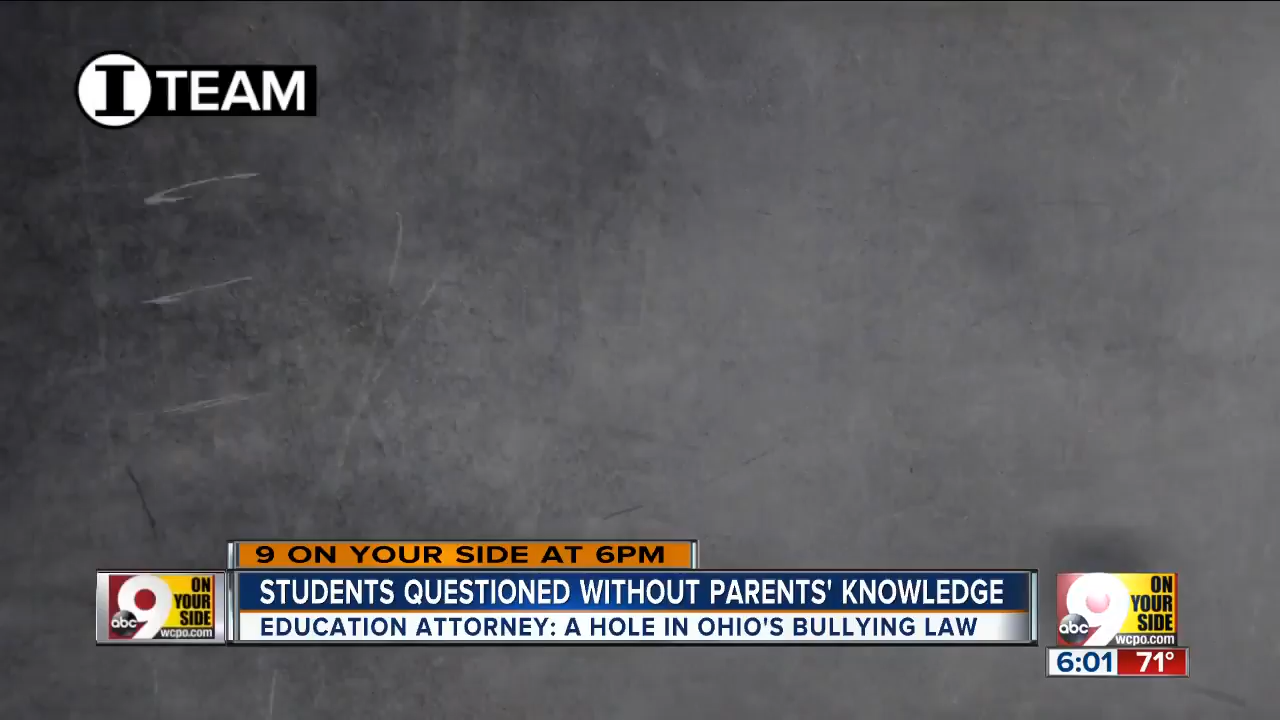 I TEAM
9 ON YOUR SIDE AT 6PM
STUDENTS QUESTIONED WITHOUT PARENTS' KNOWLEDGE
EDUCATION ATTORNEY: A HOLE IN OHIO'S BULLYING LAW
abc 9 ON YOUR SIDE wcpo.com
abc 9 ON YOUR SIDE wcpo.com
6:01 71°